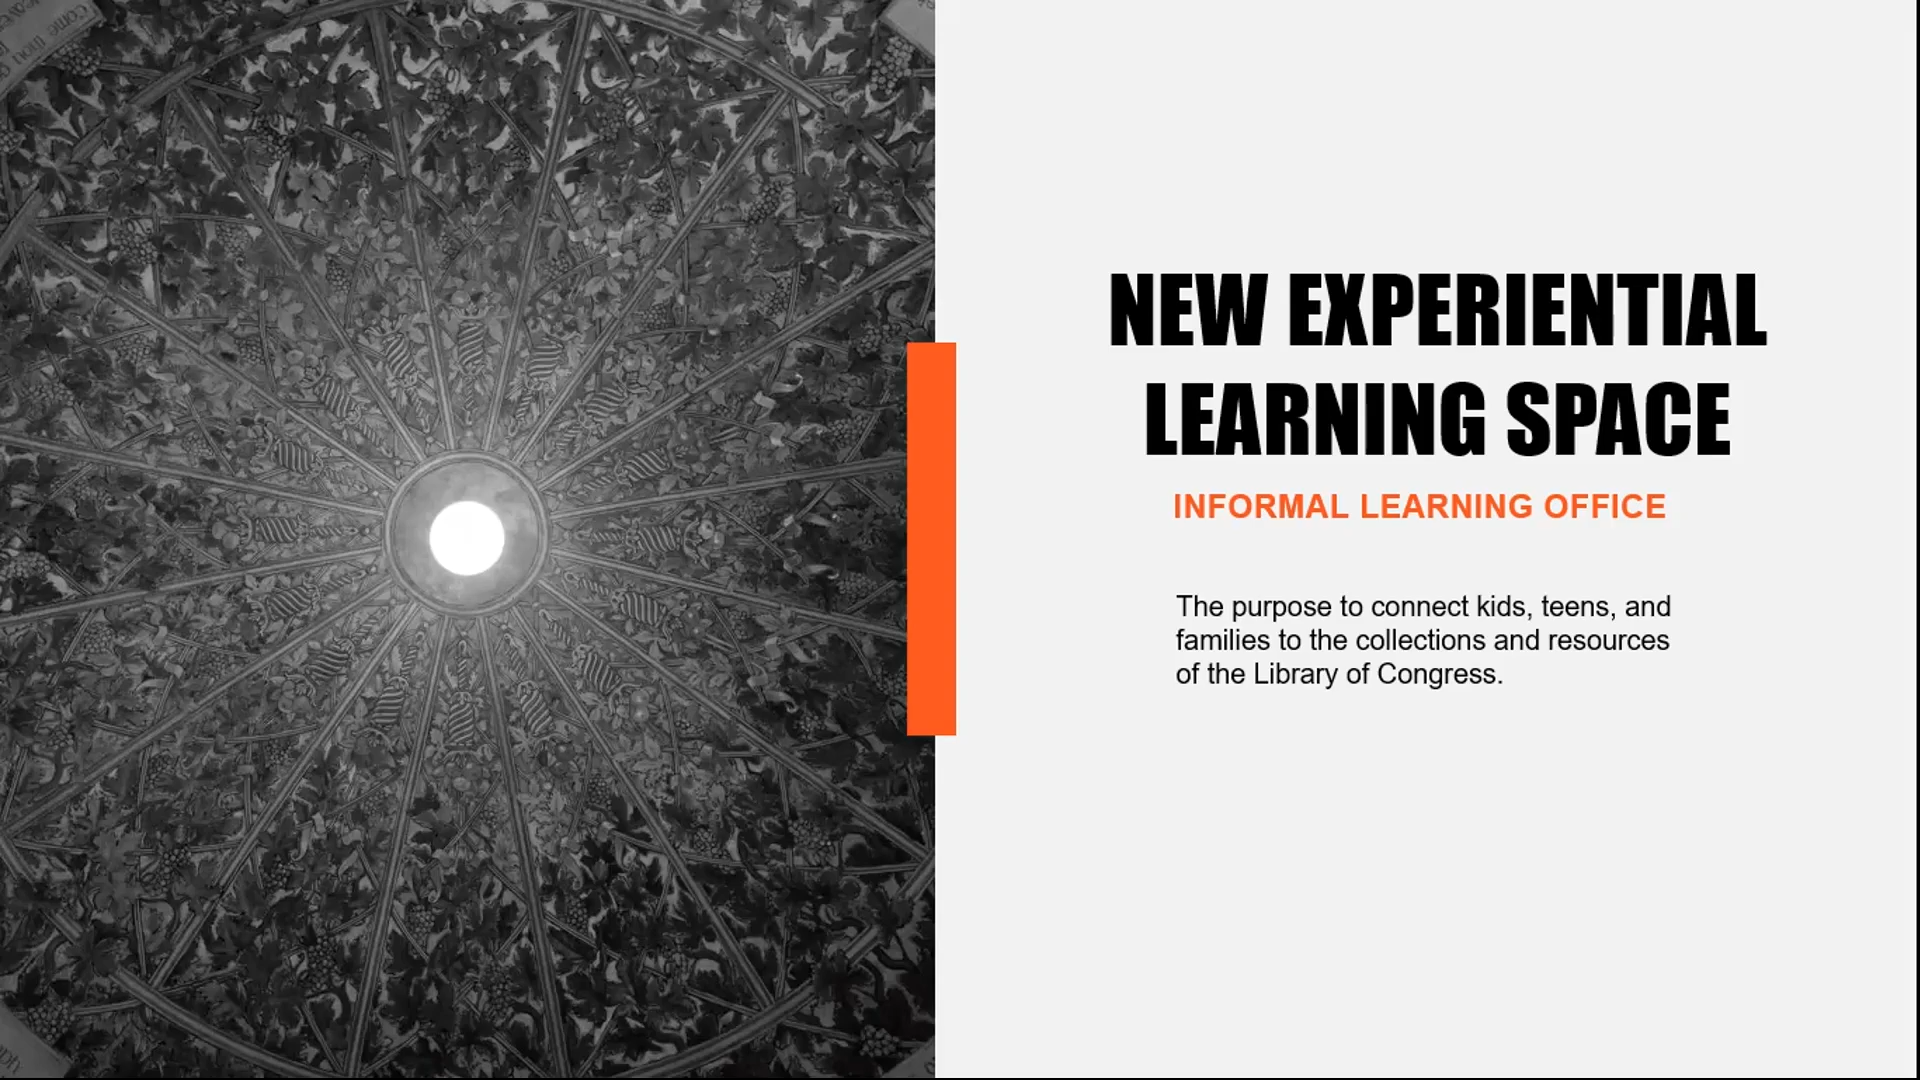 NEW EXPERIENTIAL
LEARNING SPACE
INFORMAL LEARNING OFFICE
The purpose to connect kids, teens, and
families to the collections and resources
of the Library of Congress.